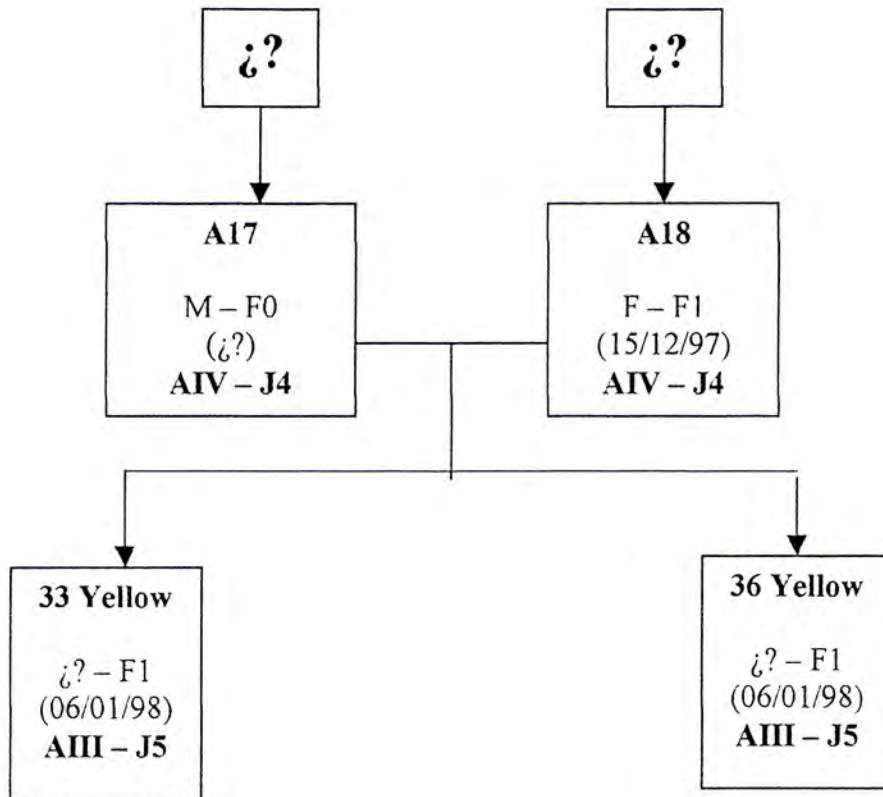 ¿?
¿?
A17
M – F0
(¿?)
AIV – J4
A18
F – F1
(15/12/97)
AIV – J4
33 Yellow
¿? – F1
(06/01/98)
AIII – J5
36 Yellow
¿? – F1
(06/01/98)
AIII – J5